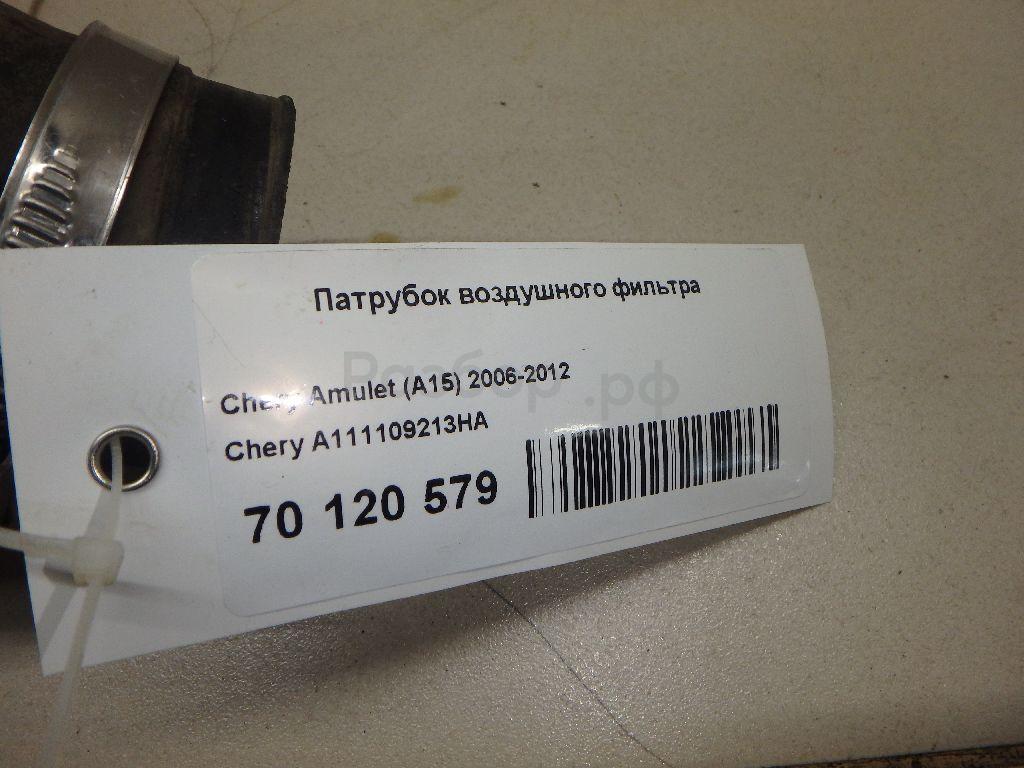 Патрубок воздушного фильтра
Разбор.рф
Chery Amulet (A15) 2006-2012
Chery A111109213HA
70 120 579